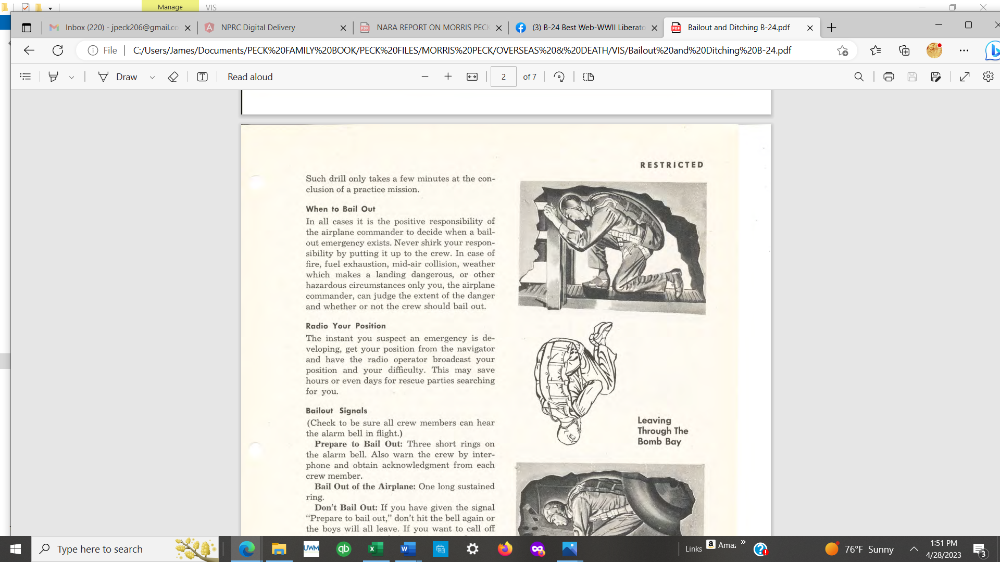 Manage
VIS
Inbox (220) - jpeck206@gmail.co
NPRC Digital Delivery
NARA REPORT ON MORRIS PECK
(3) B-24 Best Web-WWII Liberato
Bailout and Ditching B-24.pdf
File
C:/Users/James/Documents/PECK%20FAMILY%20BOOK/PECK%20FILES/MORRIS%20PECK/OVERSEAS%20&%20DEATH/VIS/Bailout%20and%20Ditching%20B-24.pdf
Draw
Read aloud
2
of 7
RESTRICTED
Such drill only takes a few minutes at the con-
clusion of a practice mission.
When to Bail Out
In all cases it is the positive responsibility of
the airplane commander to decide when a bail-
out emergency exists. Never shirk your respon-
sibility by putting it up to the crew. In case of
fire, fuel exhaustion, mid-air collision, weather
which makes a landing dangerous, or other
hazardous circumstances only you, the airplane
commander, can judge the extent of the danger
and whether or not the crew should bail out.
Radio Your Position
The instant you suspect an emergency is de-
veloping, get your position from the navigator
and have the radio operator broadcast your
position and your difficulty. This may save
hours or even days for rescue parties searching
for you.
Bailout Signals
(Check to be sure all crew members can hear
the alarm bell in flight.)
Prepare to Bail Out: Three short rings on
the alarm bell. Also warn the crew by inter-
phone and obtain acknowledgment from each
crew member.
Bail Out of the Airplane: One long sustained
ring.
Don't Bail Out: If you have given the signal
"Prepare to bail out," don't hit the bell again or
the boys will all leave. If you want to call off
Leaving
Through The
Bomb Bay
Type here to search
UWM
qb
Links
Amaz
76°F Sunny
1:51 PM
4/28/2023
3